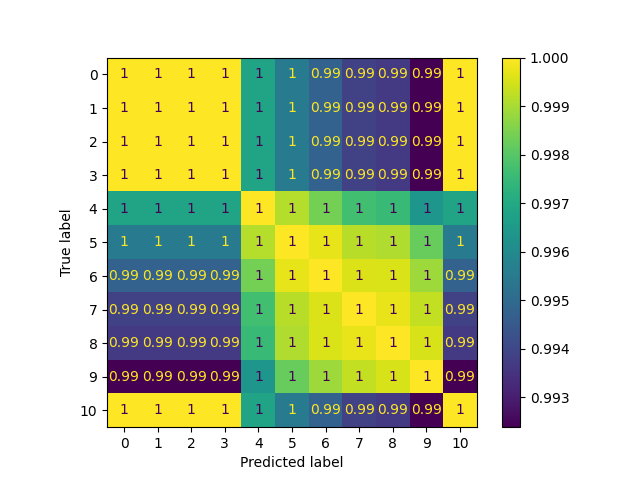 0 1 1 1 1 1 1 0.99 0.99 0.99 0.99 1 1.000
1 1 1 1 1 1 1 0.99 0.99 0.99 0.99 1 0.999
2 1 1 1 1 1 1 0.99 0.99 0.99 0.99 1 0.998
3 1 1 1 1 1 1 0.99 0.99 0.99 0.99 1
4 1 1 1 1 1 1 1 1 1 1 1 0.997
5 1 1 1 1 1 1 1 1 1 1 1 0.996
6 0.99 0.99 0.99 0.99 1 1 1 1 1 1 0.99 0.995
7 0.99 0.99 0.99 0.99 1 1 1 1 1 1 0.99
8 0.99 0.99 0.99 0.99 1 1 1 1 1 1 0.99 0.994
9 0.99 0.99 0.99 0.99 1 1 1 1 1 1 0.99 0.993
10 1 1 1 1 1 1 0.99 0.99 0.99 0.99 1
0 1 2 3 4 5 6 7 8 9 10
Predicted label
True label